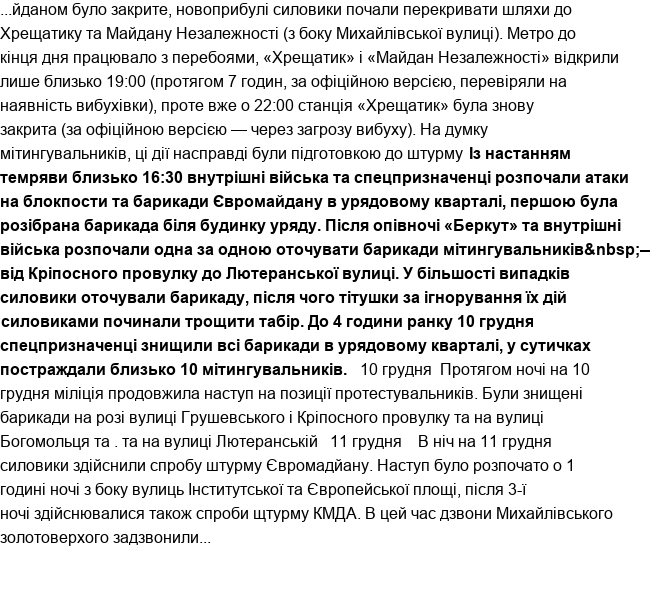 ...йданом було закрите, новоприбулі силовики почали перекривати шляхи до
Хрещатику та Майдану Незалежності (з боку Михайлівської вулиці). Метро до
кінця дня працювало з перебоями, «Хрещатик» і «Майдан Незалежності» відкрили
лише близько 19:00 (протягом 7 годин, за офіційною версією, перевіряли на
наявність вибухівки), проте вже о 22:00 станція «Хрещатик» була знову
закрита (за офіційною версією — через загрозу вибуху). На думку
мітингувальників, ці дії насправді були підготовкою до штурму Із настанням
темряви близько 16:30 внутрішні війська та спецпризначенці розпочали атаки
на блокпости та барикади Євромайдану в урядовому кварталі, першою була
розібрана барикада біля будинку уряду. Після опівночі «Беркут» та внутрішні
війська розпочали одна за одною оточувати барикади мітингувальників&nbsp;—
від Кріпосного провулку до Лютеранської вулиці. У більшості випадків
силовики оточували барикаду, після чого тітушки за ігнорування їх дій
силовиками починали трощити табір. До 4 години ранку 10 грудня
спецпризначенці знищили всі барикади в урядовому кварталі, у сутичках
постраждали близько 10 мітингувальників. 10 грудня Протягом ночі на 10
грудня міліція продовжила наступ на позиції протестувальників. Були знищені
барикади на розі вулиці Грушевського і Кріпосного провулку та на вулиці
Богомольця та . та на вулиці Лютеранській 11 грудня В ніч на 11 грудня
силовики здійснили спробу штурму Євромадйану. Наступ було розпочато о 1
годині ночі з боку вулиць Інститутської та Європейської площі, після 3-ї
ночі здійснювалися також спроби щтурму КМДА. В цей час дзвони Михайлівського
золотоверхого задзвонили...